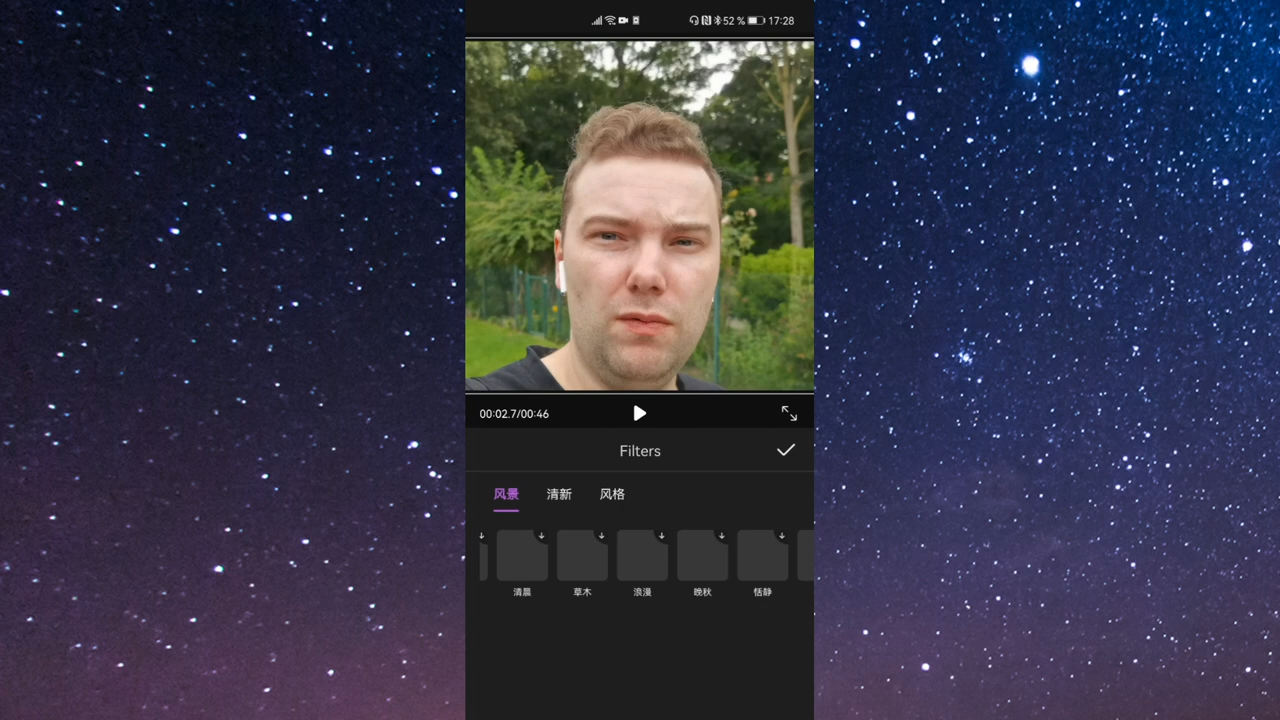 52 % 17:28
00:02.7/00:46
Filters
风景 清新 风格
清晨 草木 浪漫 晚秋 恬静